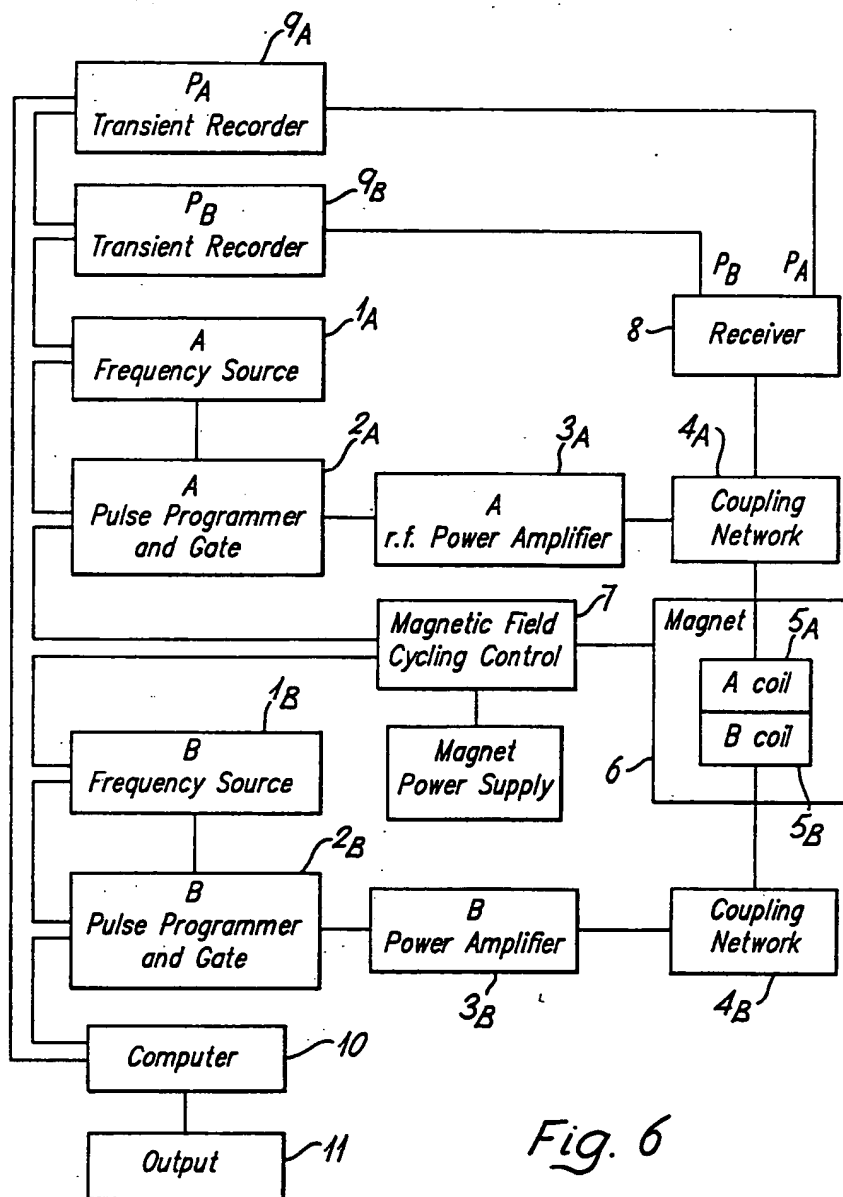 9A
PA
Transient Recorder
9B
PB
Transient Recorder
PB PA
1A
8
Receiver
A
Frequency Source
2A
3A
4A
A
Pulse Programmer
and Gate
A
r.f. Power Amplifier
Coupling
Network
7
Magnetic Field
Cycling Control
Magnet
5A
A coil
B coil
1B
6
B
Frequency Source
Magnet
Power Supply
5B
2B
B
Pulse Programmer
and Gate
B
Power Amplifier
Coupling
Network
3B
4B
Computer
10
Output
11
Fig. 6